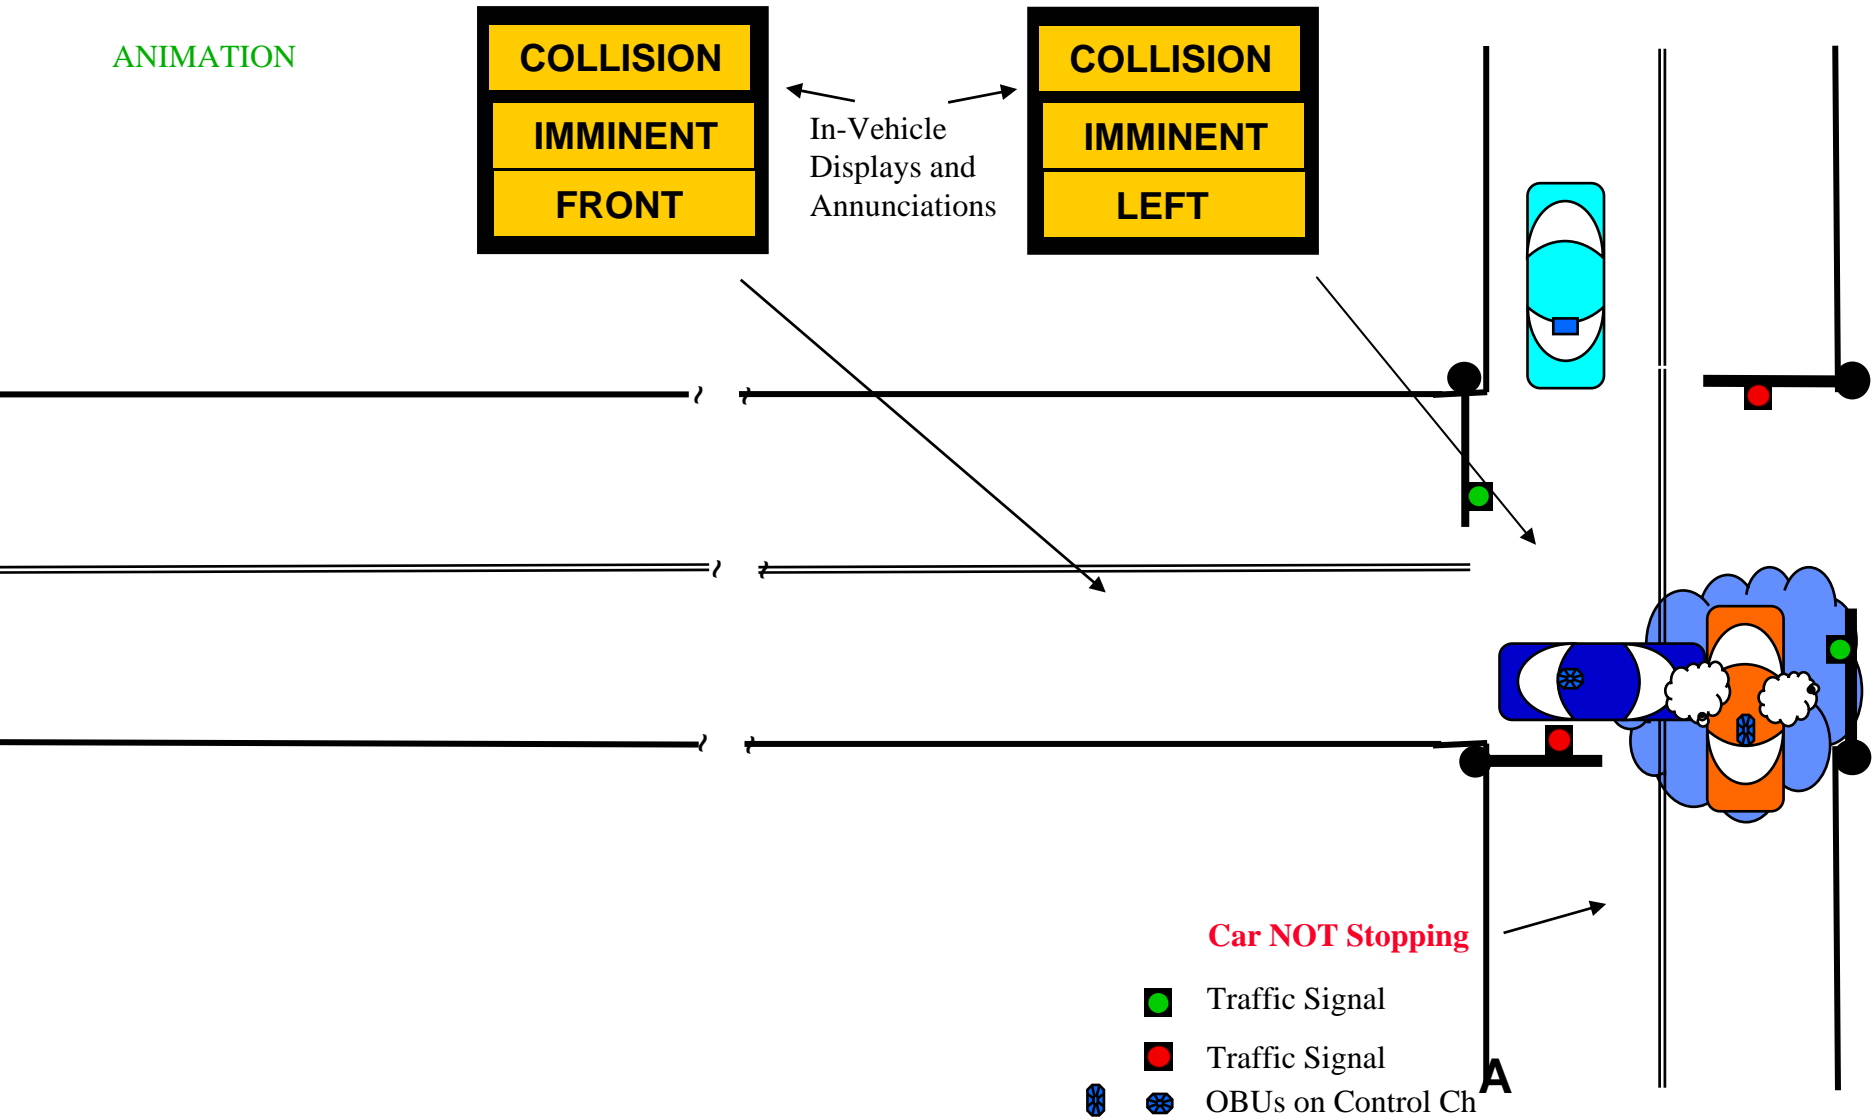 ANIMATION
COLLISION
IMMINENT
FRONT
In-Vehicle
Displays and
Annunciations
COLLISION
IMMINENT
LEFT
Car NOT Stopping
Traffic Signal
Traffic Signal
A
OBUs on Control Ch